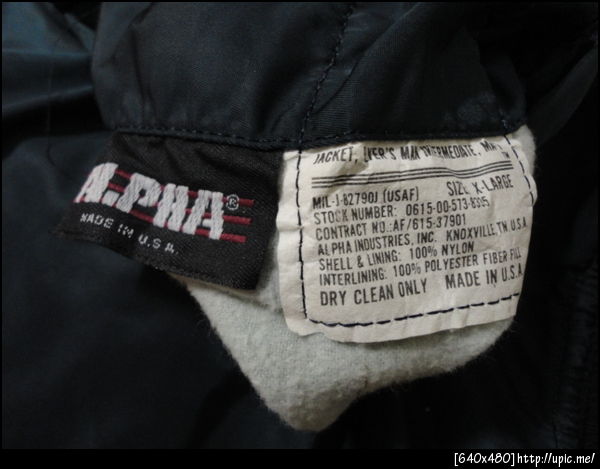 ALPHA®
MADE IN U.S.A.
JACKET, FLYER'S MAN INTERMEDIATE, MA-1
MIL-J-8279OJ (USAF) SIZE X-LARGE
STOCK NUMBER: 0615-00-573-8305
CONTRACT NO.:AF/615-37901
ALPHA INDUSTRIES, INC. KNOXVILLE, TN. U.S.A
SHELL & LINING: 100% NYLON
INTERLINING: 100% POLYESTER FIBER FILL
DRY CLEAN ONLY MADE IN U.S.A.
[640x480]http://upic.me/